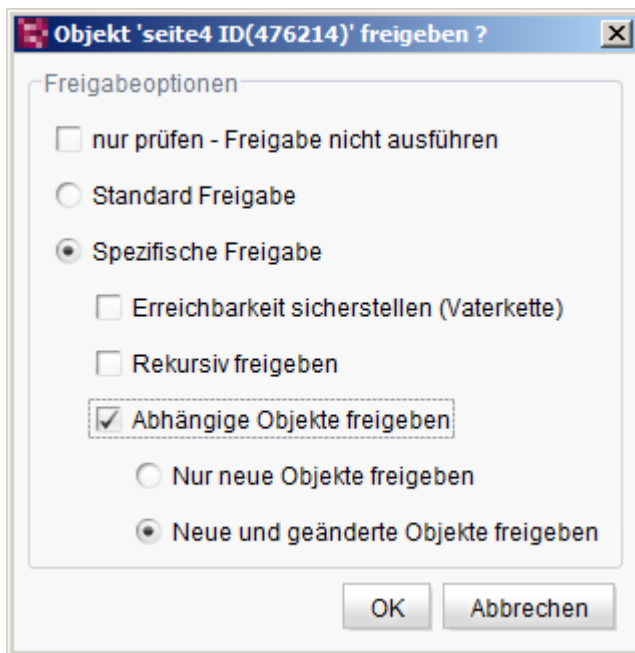 Objekt 'seite4 ID(476214)' freigeben ?
Freigabeoptionen
nur prüfen - Freigabe nicht ausführen
Standard Freigabe
Spezifische Freigabe
Erreichbarkeit sicherstellen (Vaterkette)
Rekursiv freigeben
Abhängige Objekte freigeben
Nur neue Objekte freigeben
Neue und geänderte Objekte freigeben
OK Abbrechen